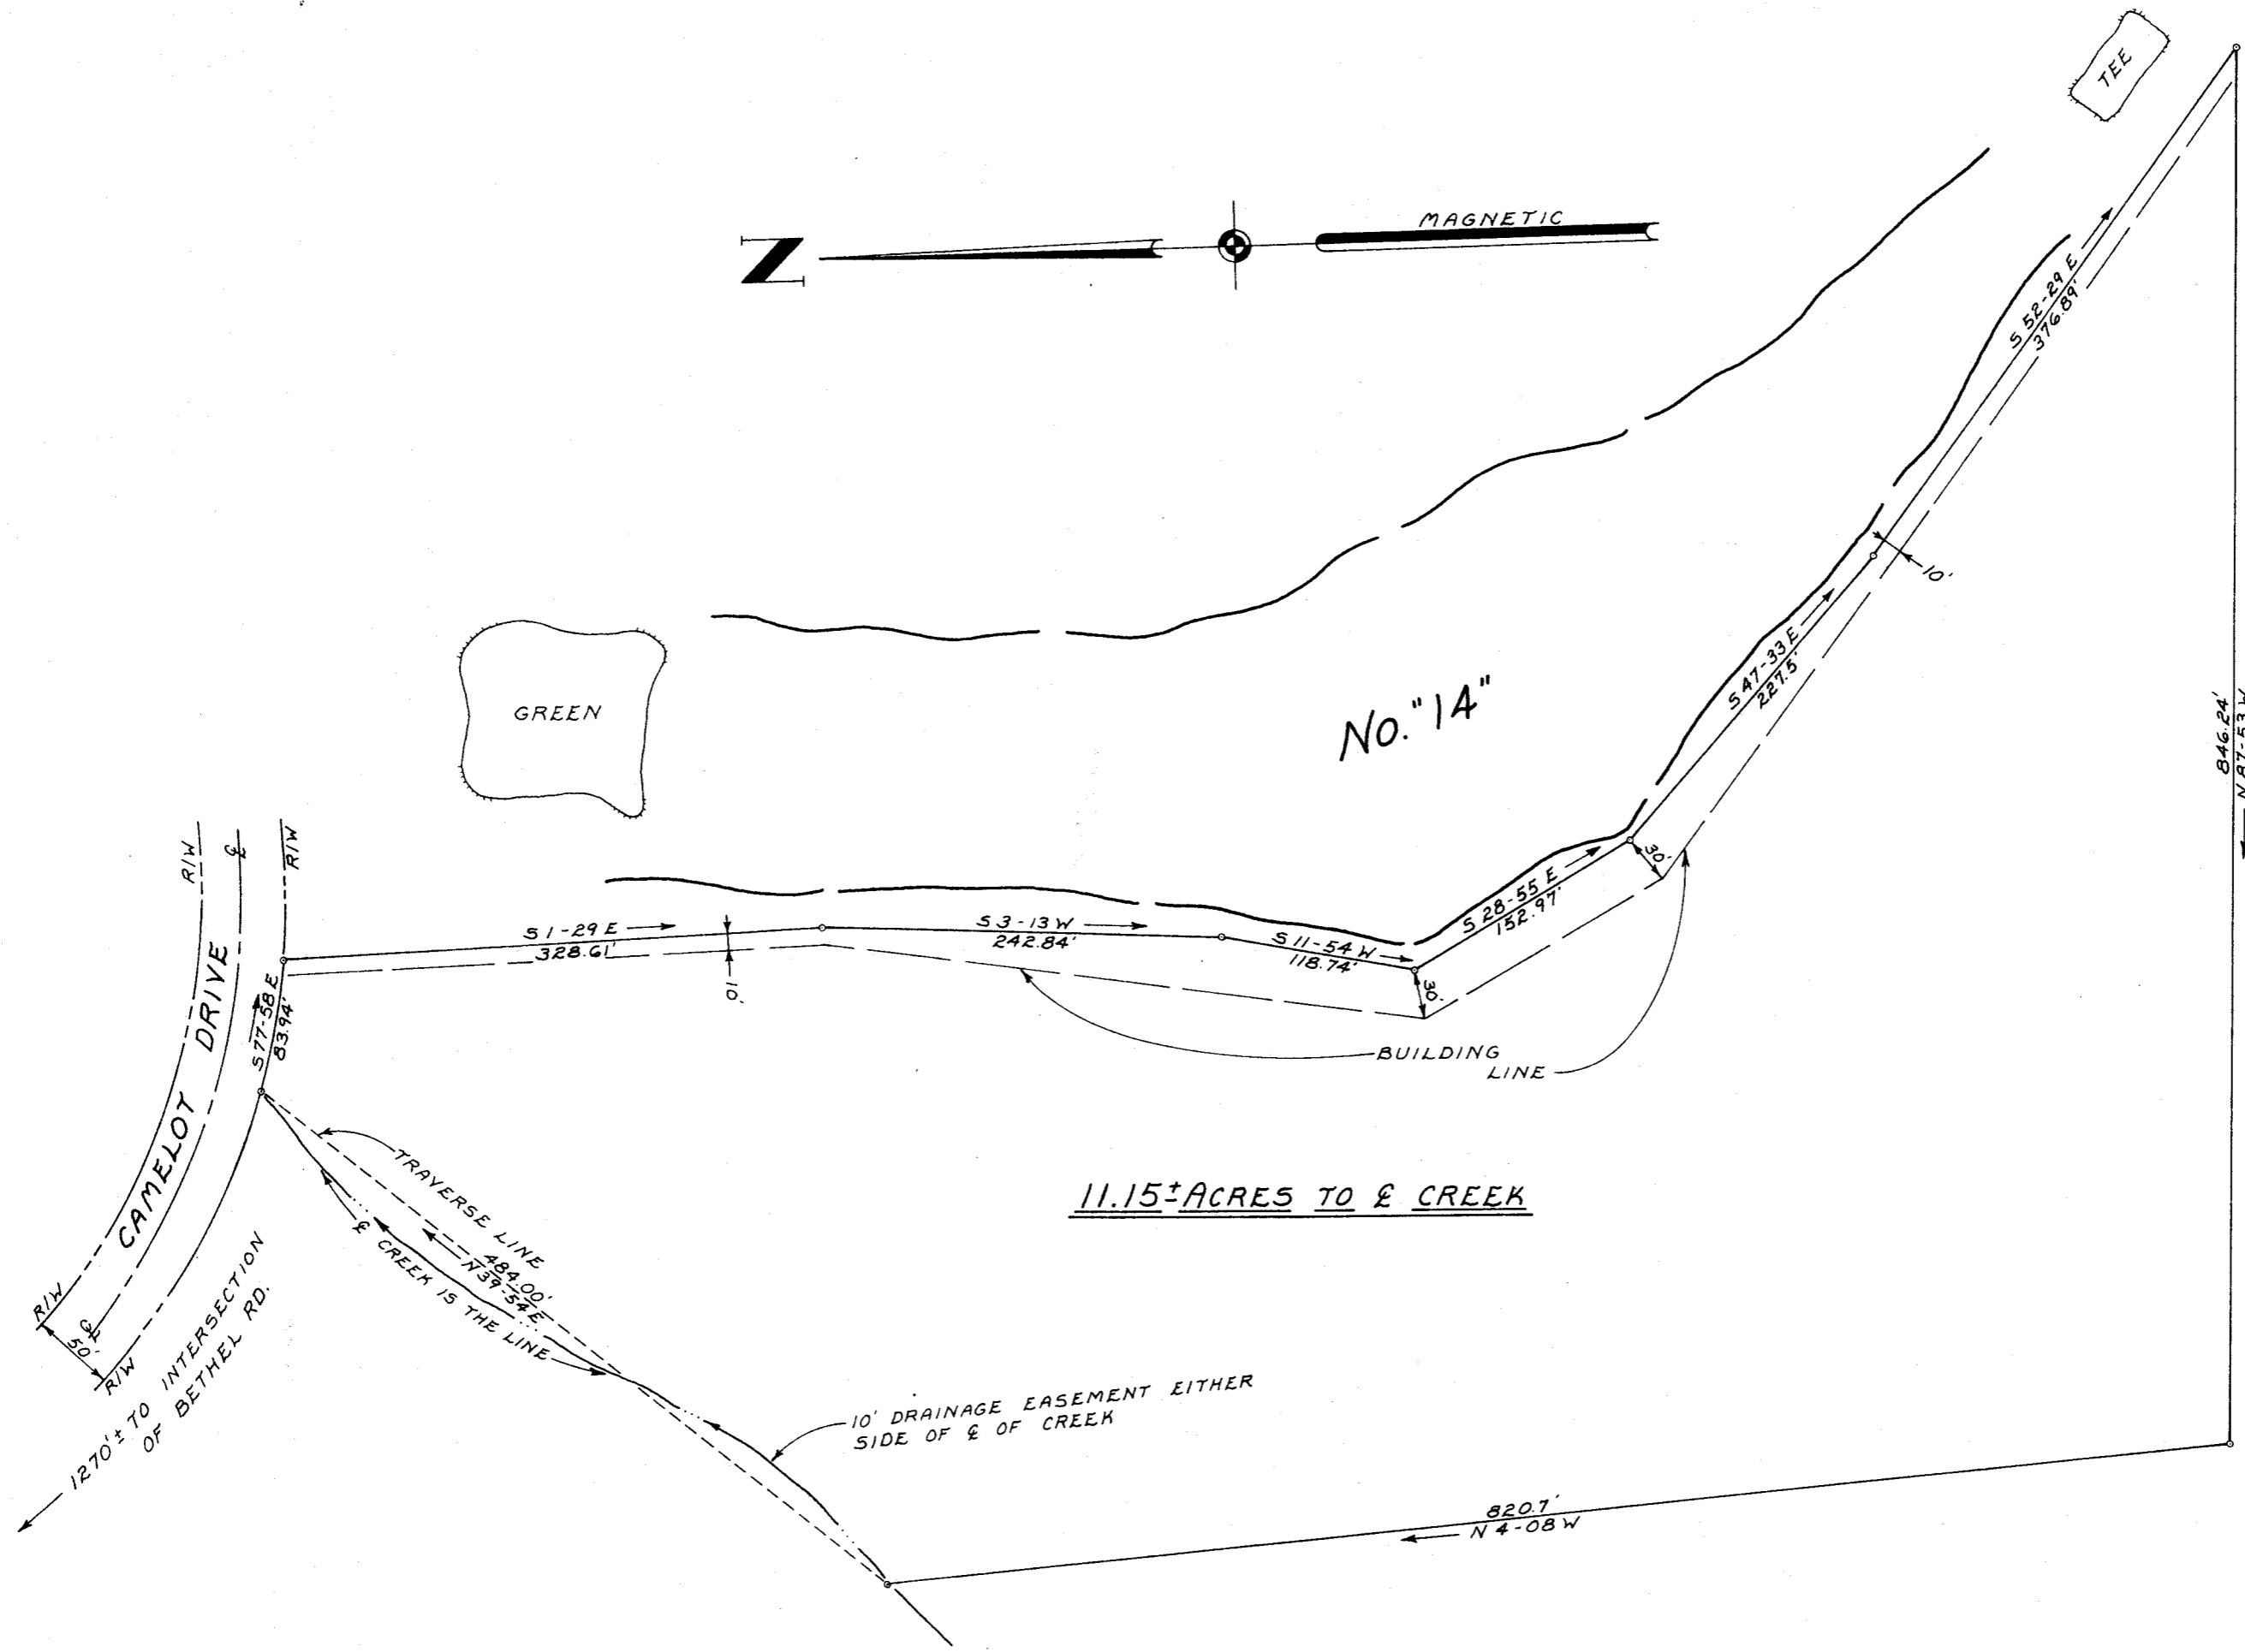 TEE
N
MAGNETIC
S 52-29 E
376.89'
10'
S 47-33 E
227.5'
846.24'
N 87-53 W
GREEN
No. "14"
30'
R/W
℄
R/W
S 28-55 E
152.97'
S 1-29 E
328.61'
S 3-13 W
242.84'
S 11-54 W
118.74'
10'
30'
S 77-58 E
83.94'
CAMELOT DRIVE
BUILDING
LINE
TRAVERSE LINE
484.00'
N 39-54 E
℄ CREEK IS THE LINE
11.15± ACRES TO ℄ CREEK
R/W
℄
50'
R/W
1270'± TO INTERSECTION
OF BETHEL RD.
10' DRAINAGE EASEMENT EITHER
SIDE OF ℄ OF CREEK
820.7'
N 4-08 W